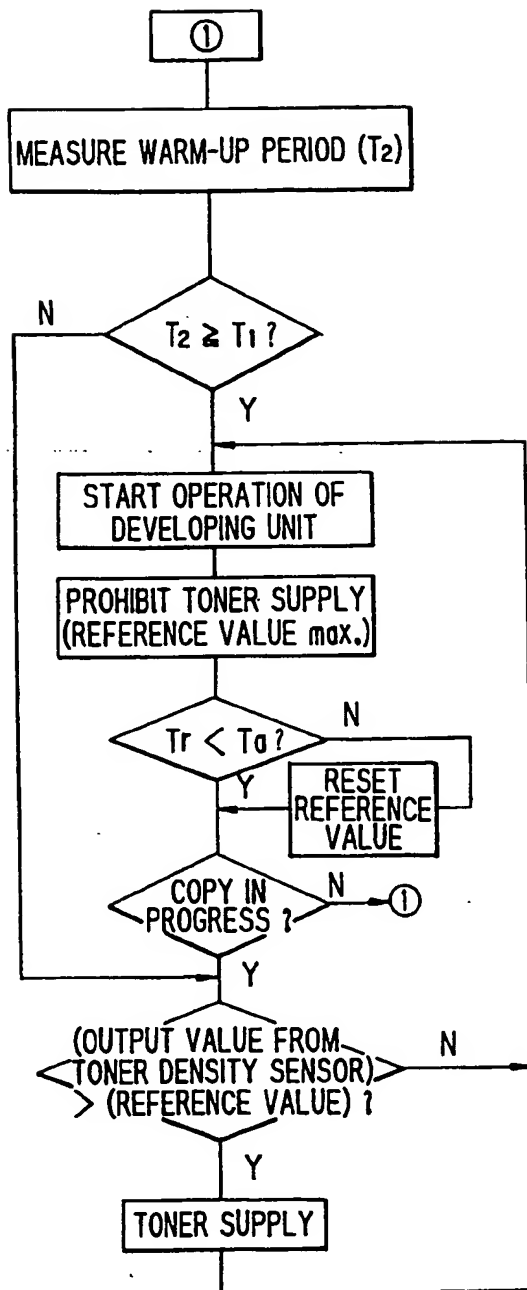 ①
MEASURE WARM-UP PERIOD (T2)
N
T2 ≧ T1 ?
Y
START OPERATION OF
DEVELOPING UNIT
PROHIBIT TONER SUPPLY
(REFERENCE VALUE max.)
Tr < Ta ?
N
Y
RESET
REFERENCE
VALUE
COPY IN
PROGRESS ?
N
①
Y
(OUTPUT VALUE FROM
TONER DENSITY SENSOR)
> (REFERENCE VALUE) ?
N
Y
TONER SUPPLY